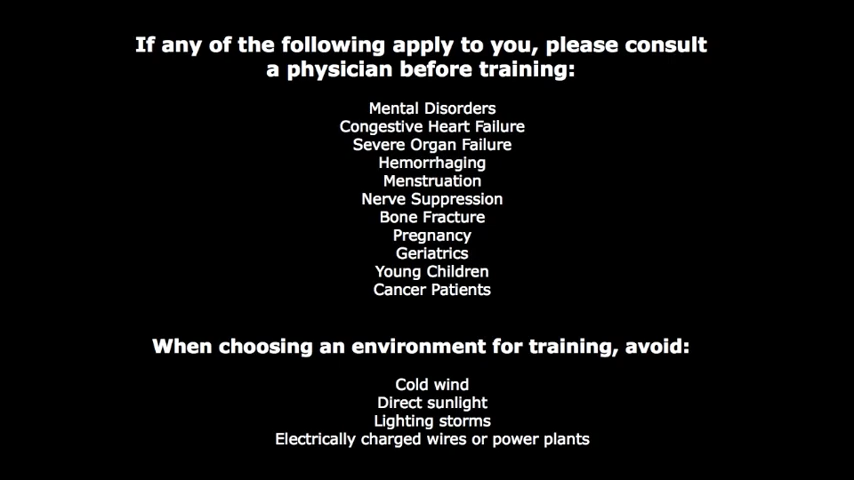 If any of the following apply to you, please consult
a physician before training:
Mental Disorders
Congestive Heart Failure
Severe Organ Failure
Hemorrhaging
Menstruation
Nerve Suppression
Bone Fracture
Pregnancy
Geriatrics
Young Children
Cancer Patients
When choosing an environment for training, avoid:
Cold wind
Direct sunlight
Lighting storms
Electrically charged wires or power plants